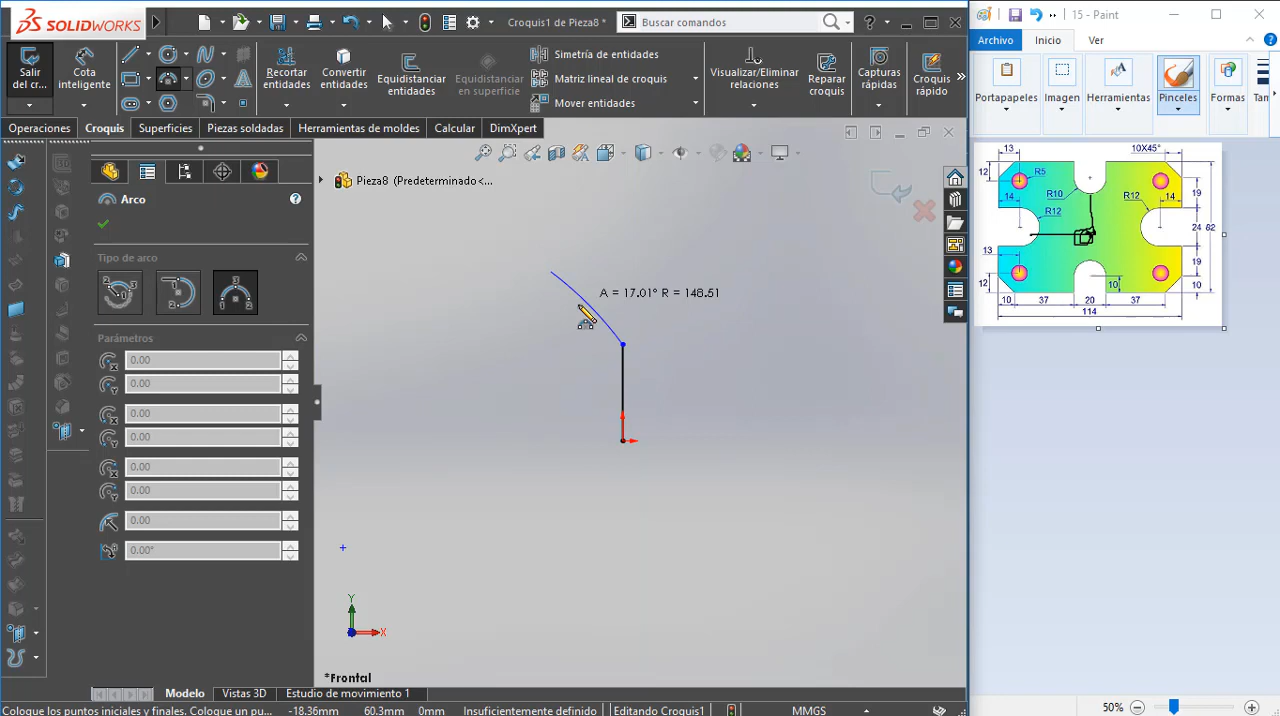 SOLIDWORKS
Croquis1 de Pieza8 *
Buscar comandos
15 - Paint
Archivo
Inicio
Ver
Salir del cr...
Cota inteligente
Recortar entidades
Convertir entidades
Equidistanciar entidades
Equidistanciar en superficie
Simetría de entidades
Matriz lineal de croquis
Mover entidades
Visualizar/Eliminar relaciones
Reparar croquis
Capturas rápidas
Croquis rápido
Portapapeles
Imagen
Herramientas
Pinceles
Formas
Tan
Operaciones
Croquis
Superficies
Piezas soldadas
Herramientas de moldes
Calcular
DimXpert
Pieza8 (Predeterminado<...
Arco
Tipo de arco
Parámetros
0.00
0.00
0.00
0.00
0.00
0.00
0.00
0.00°
A = 17.01° R = 148.51
Y
X
*Frontal
13
10X45°
12
R5
14
R10
R12
R12
14
19
24
62
13
19
12
10
10
10
37
20
37
114
Modelo
Vistas 3D
Estudio de movimiento 1
Coloque los puntos iniciales y finales. Coloque un pu...
-18.36mm
60.3mm
0mm
Insuficientemente definido
Editando Croquis1
MMGS
50%